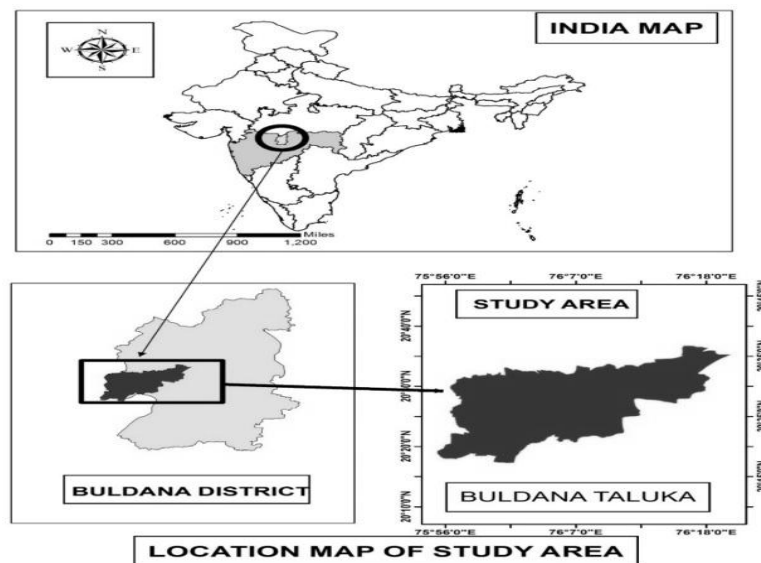 INDIA MAP
N
W E
S
Miles
0 150 300 600 900 1,200
75°56'0"E 76°7'0"E 76°18'0"E
STUDY AREA
20°40'0"N
20°30'0"N
20°20'0"N
20°10'0"N
BULDANA DISTRICT
BULDANA TALUKA
75°56'0"E 76°7'0"E 76°18'0"E
LOCATION MAP OF STUDY AREA